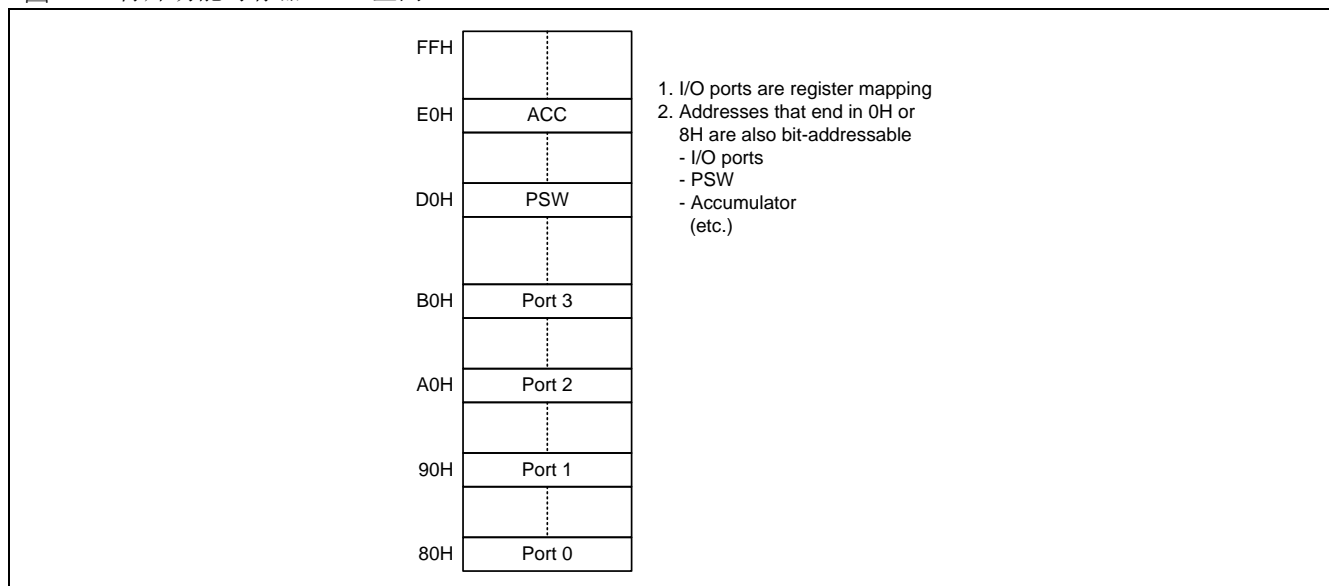 FFH
E0H ACC
D0H PSW
B0H Port 3
A0H Port 2
90H Port 1
80H Port 0
1. I/O ports are register mapping
2. Addresses that end in 0H or
8H are also bit-addressable
- I/O ports
- PSW
- Accumulator
(etc.)